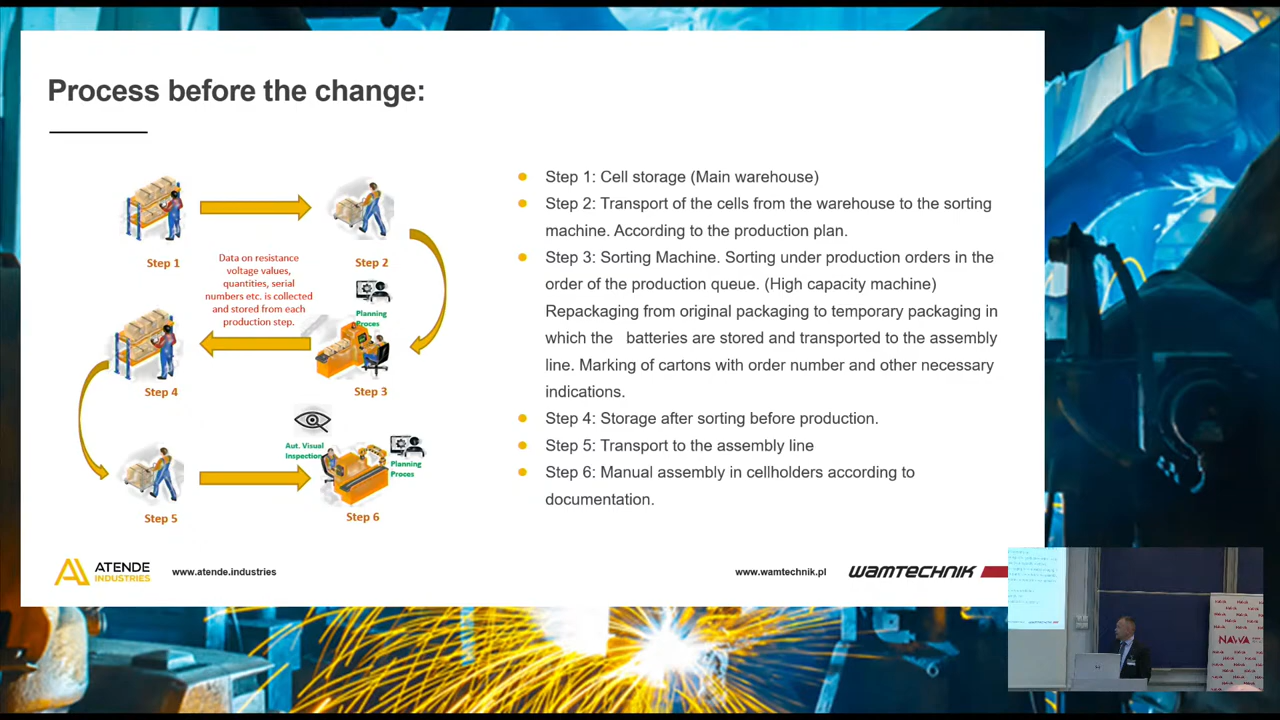 Process before the change:
Step 1
Step 2
Data on resistance
voltage values,
quantities, serial
numbers etc. is collected
and stored from each
production step.
Planning
Proces
Step 4
Step 3
Aut. Visual
Inspection
Planning
Proces
Step 5
Step 6
Step 1: Cell storage (Main warehouse)
Step 2: Transport of the cells from the warehouse to the sorting
machine. According to the production plan.
Step 3: Sorting Machine. Sorting under production orders in the
order of the production queue. (High capacity machine)
Repackaging from original packaging to temporary packaging in
which the batteries are stored and transported to the assembly
line. Marking of cartons with order number and other necessary
indications.
Step 4: Storage after sorting before production.
Step 5: Transport to the assembly line
Step 6: Manual assembly in cellholders according to
documentation.
ATENDE
INDUSTRIES
www.atende.industries
www.wamtechnik.pl
WAMTECHNIK
NAWA